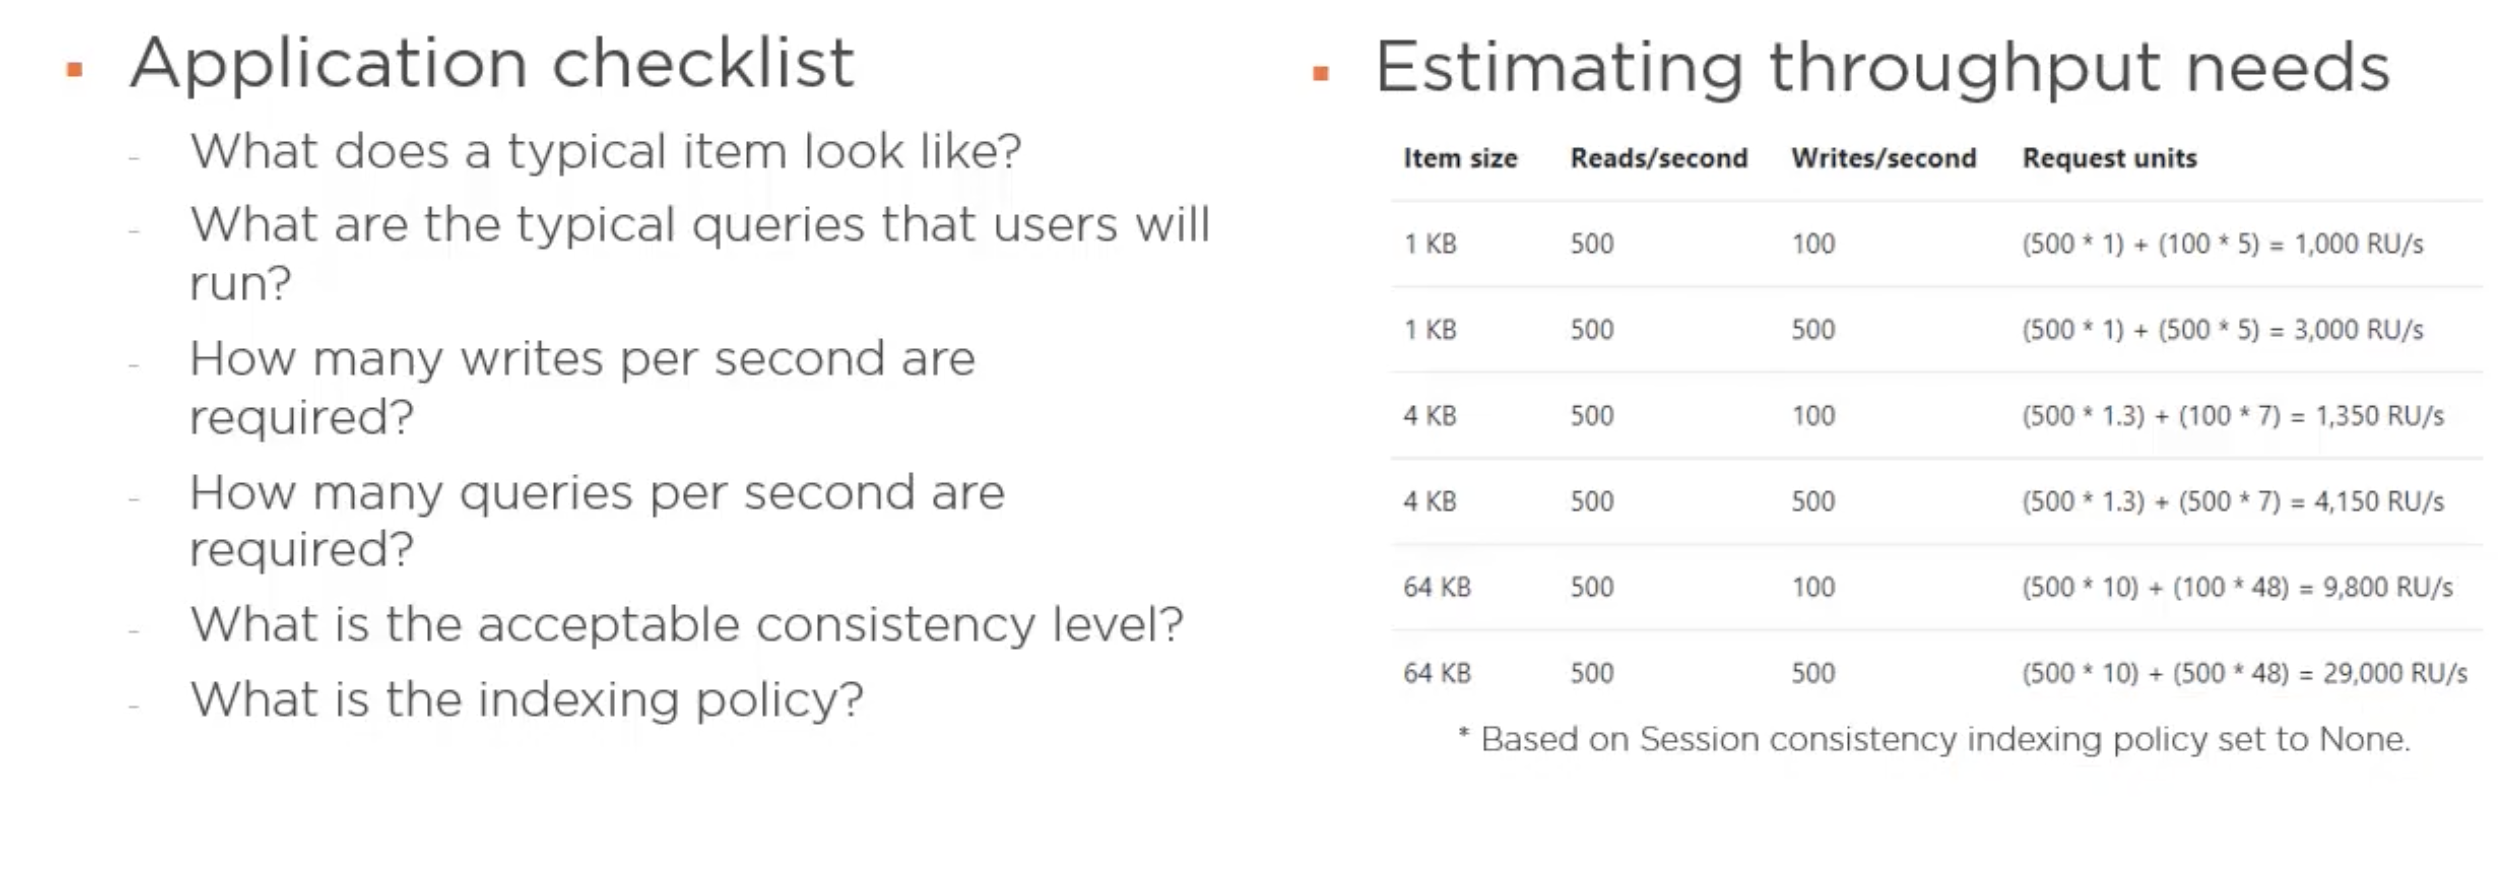 Application checklist
What does a typical item look like?
What are the typical queries that users will
run?
How many writes per second are
required?
How many queries per second are
required?
What is the acceptable consistency level?
What is the indexing policy?
Estimating throughput needs
Item size Reads/second Writes/second Request units
1 KB 500 100 (500 * 1) + (100 * 5) = 1,000 RU/s
1 KB 500 500 (500 * 1) + (500 * 5) = 3,000 RU/s
4 KB 500 100 (500 * 1.3) + (100 * 7) = 1,350 RU/s
4 KB 500 500 (500 * 1.3) + (500 * 7) = 4,150 RU/s
64 KB 500 100 (500 * 10) + (100 * 48) = 9,800 RU/s
64 KB 500 500 (500 * 10) + (500 * 48) = 29,000 RU/s
* Based on Session consistency indexing policy set to None.